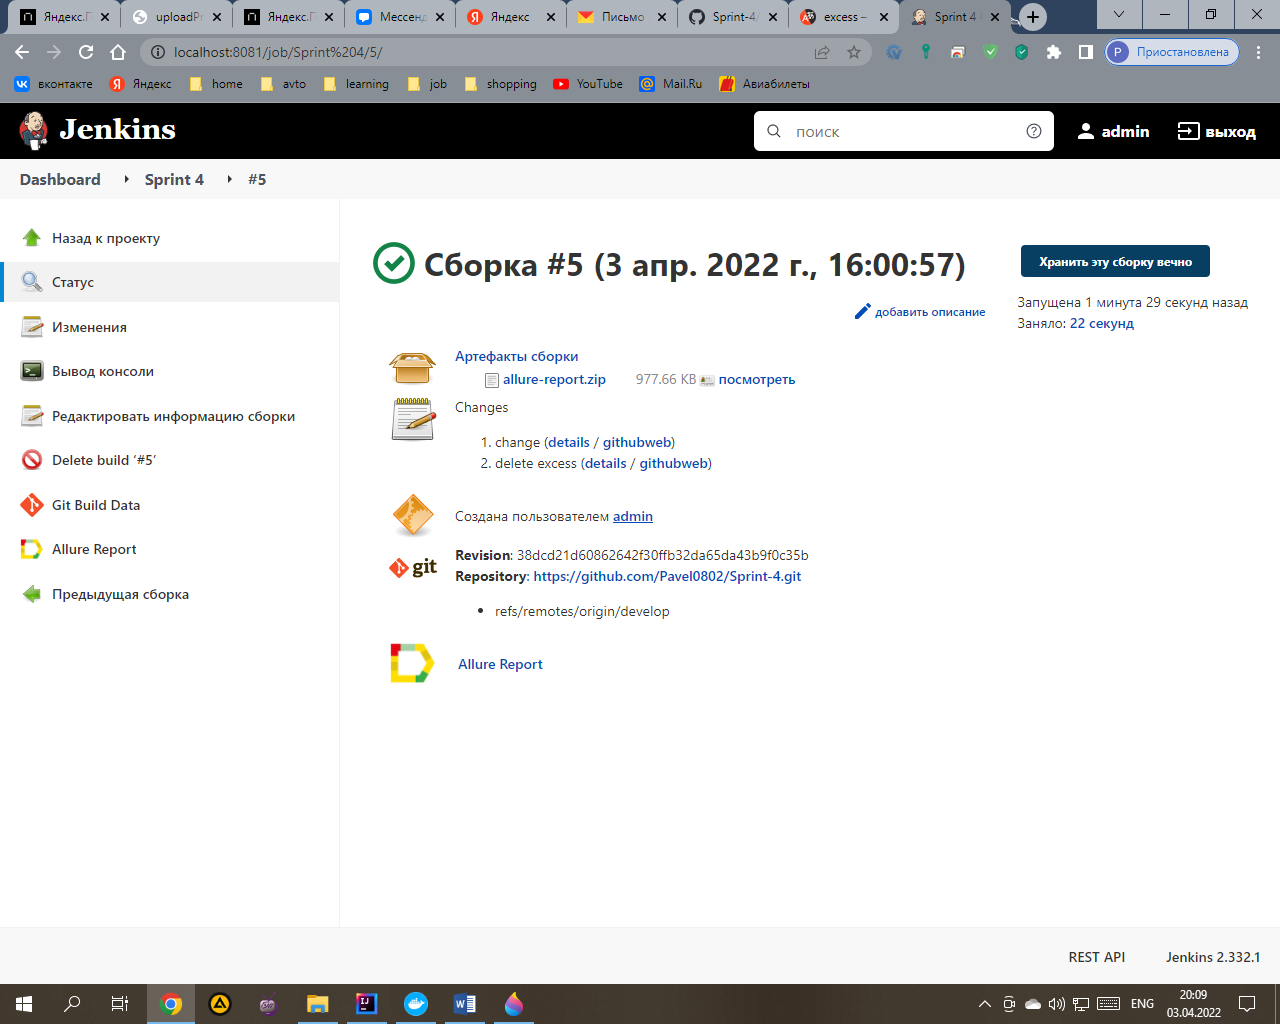 Яндекс.П
uploadPr
Яндекс.П
Мессенд
Яндекс
Письмо
Sprint-4/
excess –
Sprint 4
localhost:8081/job/Sprint%204/5/
P Приостановлена
вконтакте
Яндекс
home
avto
learning
job
shopping
YouTube
Mail.Ru
Авиабилеты
Jenkins
поиск
admin
выход
Dashboard
Sprint 4
#5
Назад к проекту
Статус
Изменения
Вывод консоли
Редактировать информацию сборки
Delete build ‘#5’
Git Build Data
Allure Report
Предыдущая сборка
Сборка #5 (3 апр. 2022 г., 16:00:57)
Хранить эту сборку вечно
добавить описание
Запущена 1 минута 29 секунд назад
Заняло: 22 секунд
Артефакты сборки
allure-report.zip 977.66 KB посмотреть
Changes
1. change (details / githubweb)
2. delete excess (details / githubweb)
Создана пользователем admin
git
Revision: 38dcd21d60862642f30ffb32da65da43b9f0c35b
Repository: https://github.com/Pavel0802/Sprint-4.git
• refs/remotes/origin/develop
Allure Report
REST API
Jenkins 2.332.1
ENG
20:09
03.04.2022